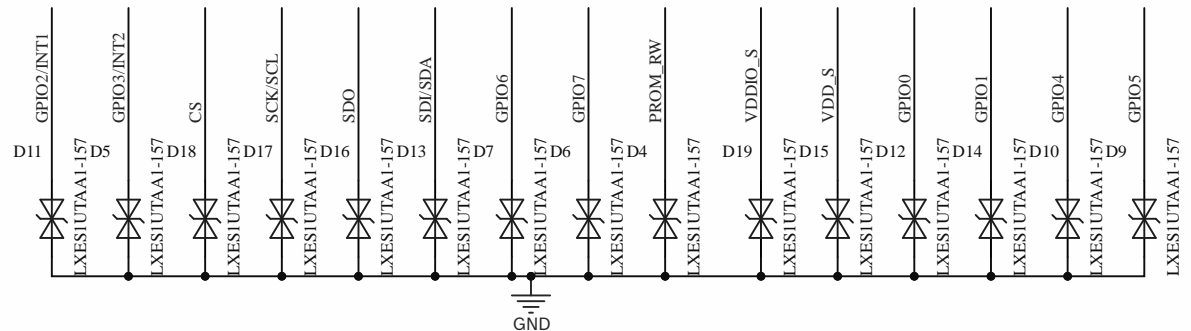 GPIO2/INT1
GPIO3/INT2
CS
SCK/SCL
SDO
SDI/SDA
GPIO6
GPIO7
PROM_RW
VDDIO_S
VDD_S
GPIO0
GPIO1
GPIO4
GPIO5
D11
LXES1UTAA1-157
D5
LXES1UTAA1-157
D18
LXES1UTAA1-157
D17
LXES1UTAA1-157
D16
LXES1UTAA1-157
D13
LXES1UTAA1-157
D7
LXES1UTAA1-157
D6
LXES1UTAA1-157
D4
LXES1UTAA1-157
D19
LXES1UTAA1-157
D15
LXES1UTAA1-157
D12
LXES1UTAA1-157
D14
LXES1UTAA1-157
D10
LXES1UTAA1-157
D9
LXES1UTAA1-157
GND